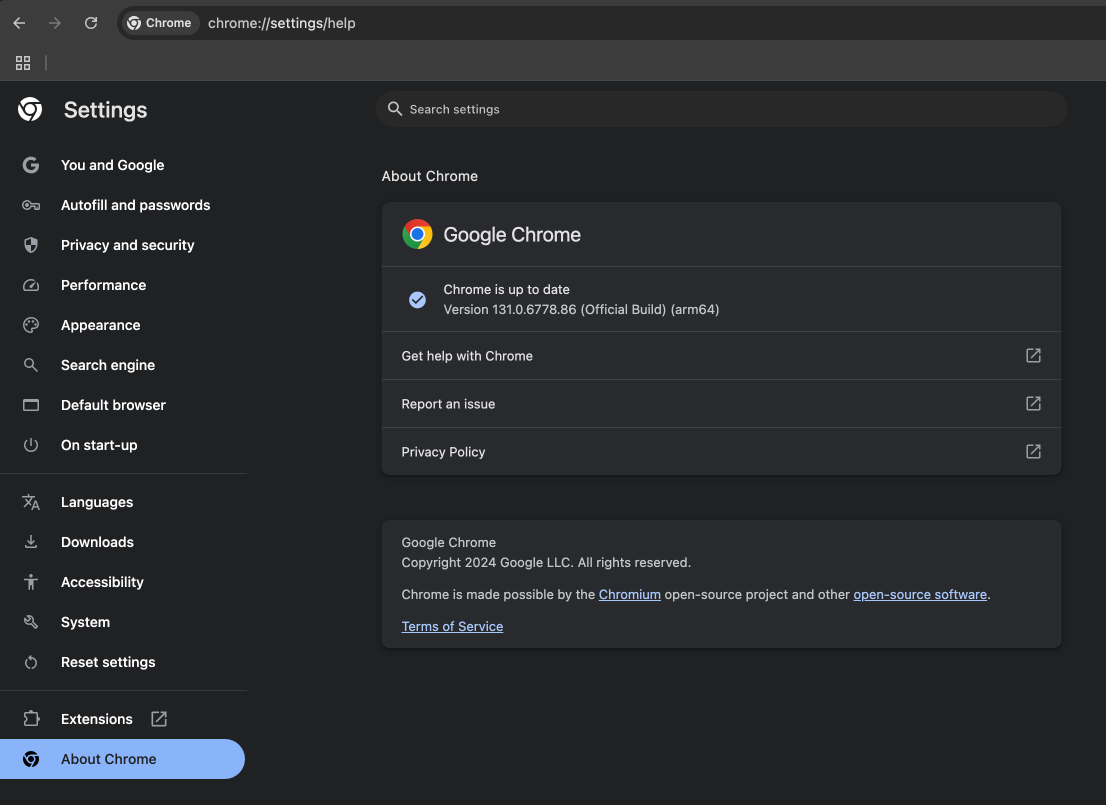 Chrome
chrome://settings/help
Settings
Search settings
You and Google
Autofill and passwords
Privacy and security
Performance
Appearance
Search engine
Default browser
On start-up
Languages
Downloads
Accessibility
System
Reset settings
Extensions
About Chrome
About Chrome
Google Chrome
Chrome is up to date
Version 131.0.6778.86 (Official Build) (arm64)
Get help with Chrome
Report an issue
Privacy Policy
Google Chrome
Copyright 2024 Google LLC. All rights reserved.
Chrome is made possible by the Chromium open-source project and other open-source software.
Terms of Service